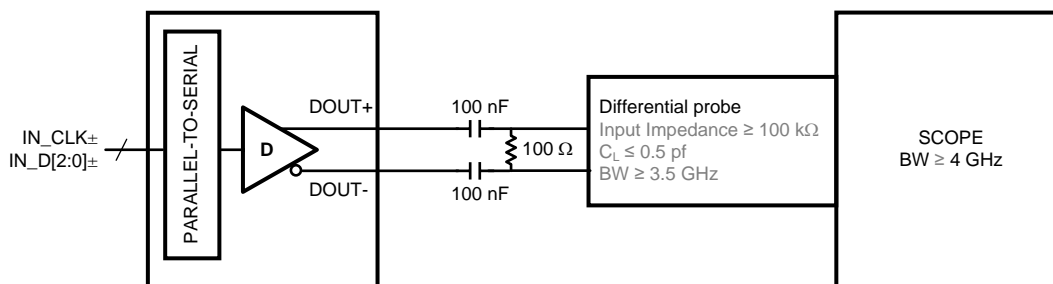 IN_CLK±
IN_D[2:0]±
PARALLEL-TO-SERIAL
D
DOUT+
DOUT-
100 nF
100 Ω
100 nF
Differential probe
Input Impedance ≥ 100 kΩ
C_L ≤ 0.5 pf
BW ≥ 3.5 GHz
SCOPE
BW ≥ 4 GHz